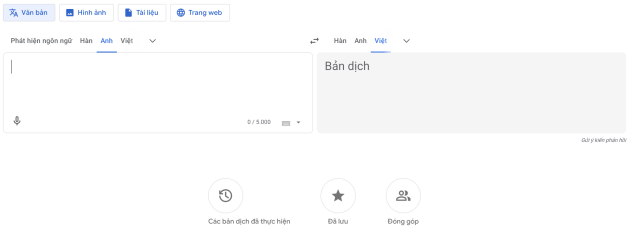 Văn bản Hình ảnh Tài liệu Trang web
Phát hiện ngôn ngữ Hàn Anh Việt Hàn Anh Việt
Bản dịch
0 / 5.000
Gửi ý kiến phản hồi
Các bản dịch đã thực hiện Đã lưu Đóng góp